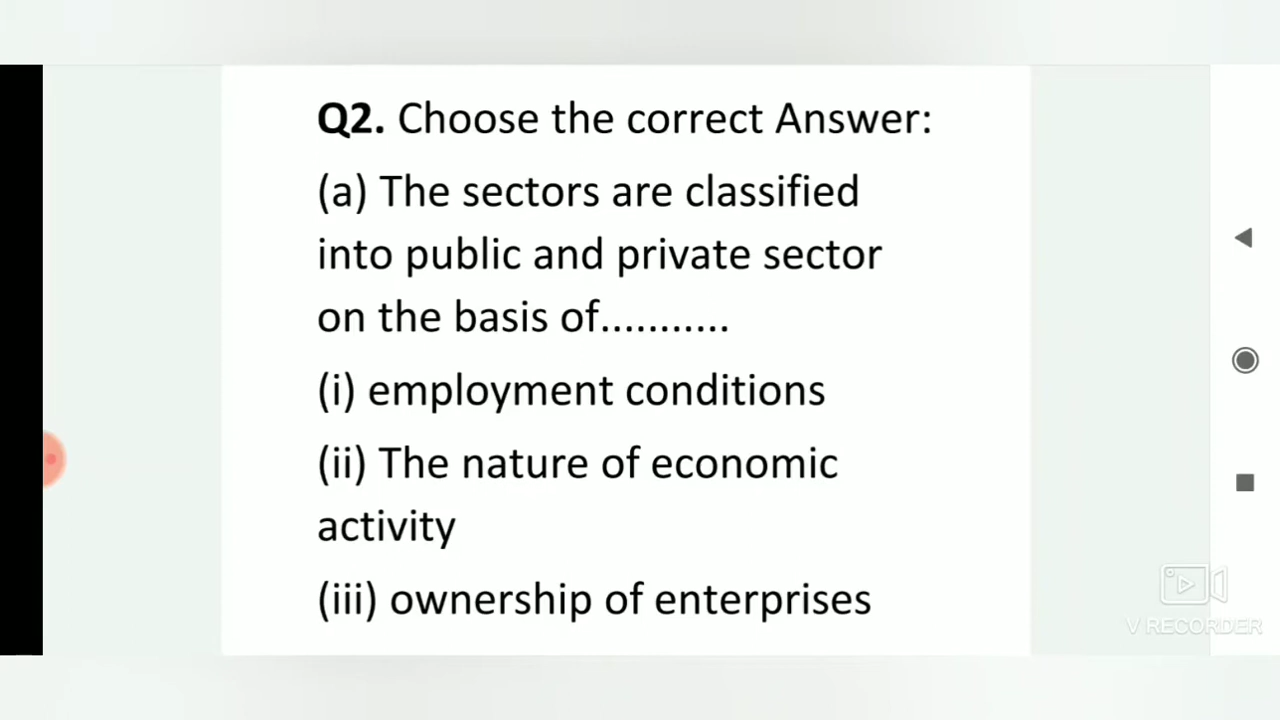 Q2. Choose the correct Answer:
(a) The sectors are classified
into public and private sector
on the basis of...........
(i) employment conditions
(ii) The nature of economic
activity
(iii) ownership of enterprises
V RECORDER